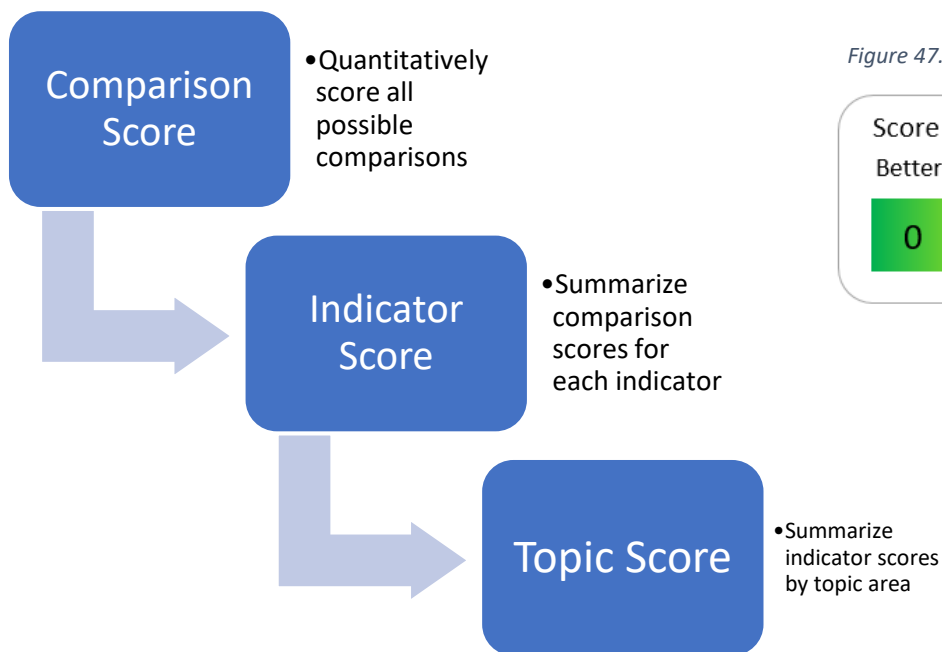 Comparison
Score
•Quantitatively
score all
possible
comparisons
Figure 47.
Score
Better
0
Indicator
Score
•Summarize
comparison
scores for
each indicator
Topic Score
•Summarize
indicator scores
by topic area